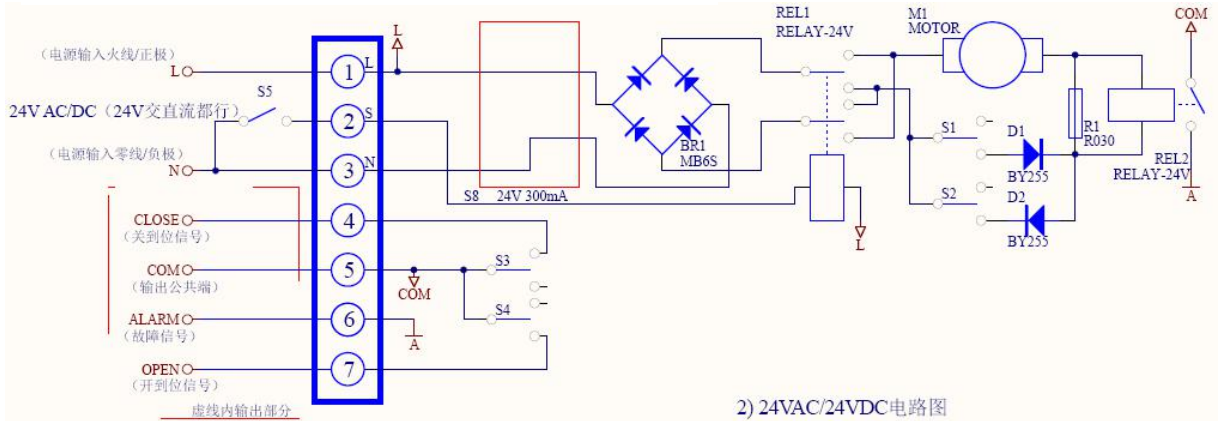 REL1
RELAY-24V
M1
MOTOR
COM
（电源输入火线/正极）
L
1
L
L
S5
24V AC/DC（24V交直流都行）
2
S
（电源输入零线/负极）
N
3
N
S8
24V 300mA
BR1
MB6S
L
S1
D1
BY255
S2
D2
BY255
R1
R030
REL2
RELAY-24V
A
CLOSE
（关到位信号）
4
COM
（输出公共端）
5
COM
S3
S4
ALARM
（故障信号）
6
A
OPEN
（开到位信号）
7
虚线内输出部分
2) 24VAC/24VDC电路图